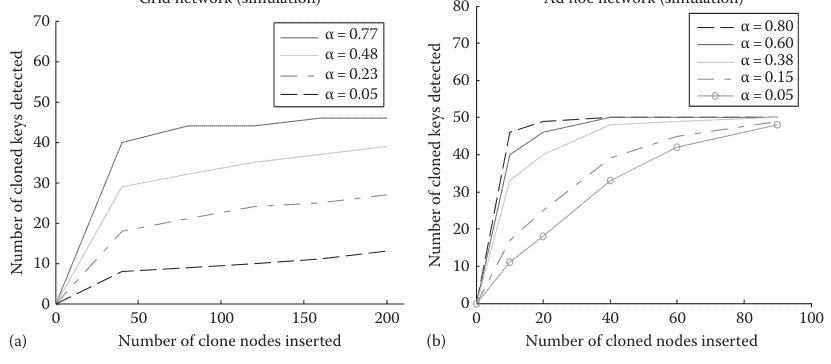 Grid network (simulation)
70
60
50
40
30
20
10
0
Number of cloned keys detected
α = 0.77
α = 0.48
α = 0.23
α = 0.05
0
50
100
150
200
(a)
Number of clone nodes inserted
Ad hoc network (simulation)
80
70
60
50
40
30
20
10
0
Number of cloned keys detected
α = 0.80
α = 0.60
α = 0.38
α = 0.15
α = 0.05
0
20
40
60
80
100
(b)
Number of cloned nodes inserted